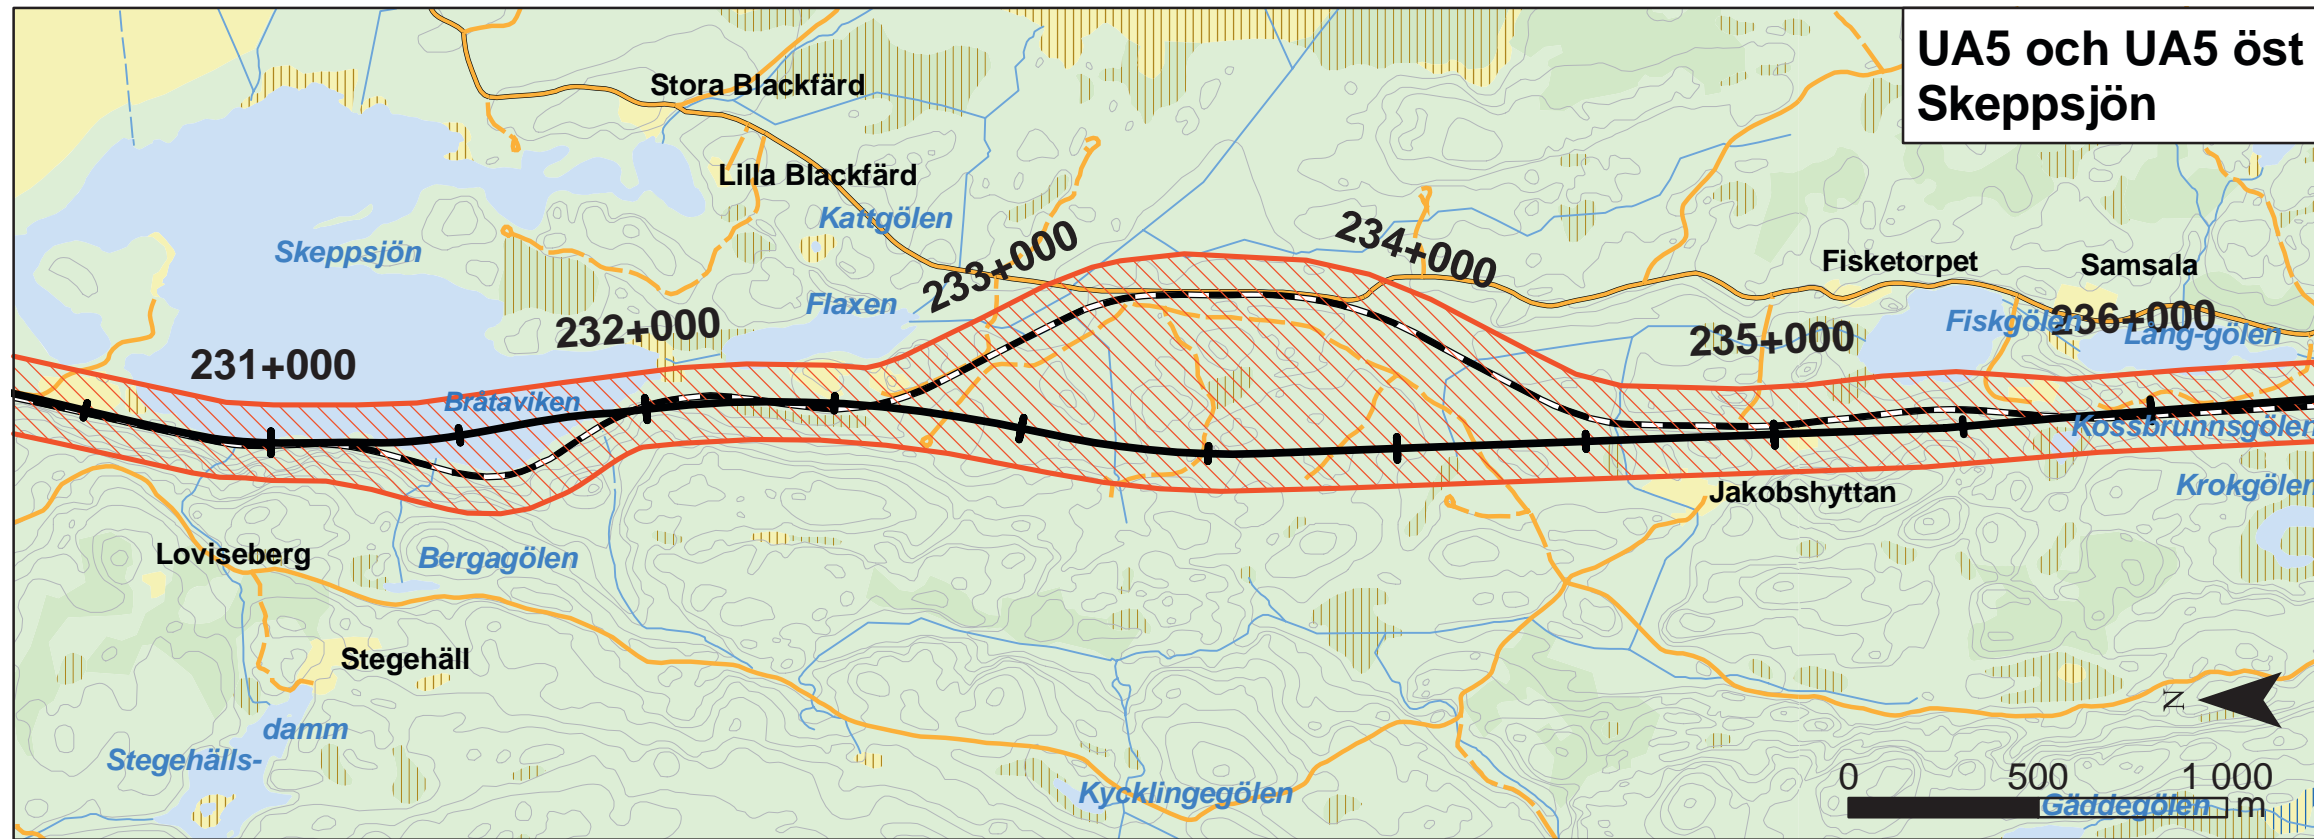 UA5 och UA5 öst
Skeppsjön
Stora Blackfärd
Lilla Blackfärd
Kattgölen
Skeppsjön
Flaxen
233+000
234+000
Fisketorpet
Samsala
232+000
231+000
235+000
Fiskgölen
236+000
Lång-gölen
Bråtaviken
Kossbrunnsgölen
Krokgölen
Jakobshyttan
Loviseberg
Bergagölen
Stegehäll
damm
Stegehälls-
Kycklingegölen
N
0 500 1 000
m
Gäddegölen